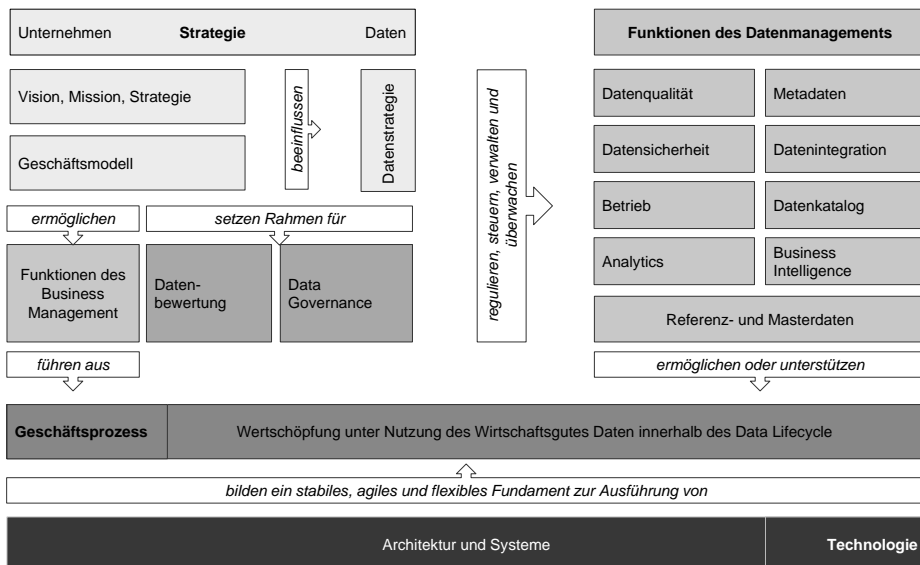 Unternehmen Strategie Daten
Vision, Mission, Strategie
Geschäftsmodell
beeinflussen
Datenstrategie
ermöglichen
setzen Rahmen für
Funktionen des
Business
Management
Daten-
bewertung
Data
Governance
führen aus
regulieren, steuern, verwalten und
überwachen
Funktionen des Datenmanagements
Datenqualität
Metadaten
Datensicherheit
Datenintegration
Betrieb
Datenkatalog
Analytics
Business
Intelligence
Referenz- und Masterdaten
ermöglichen oder unterstützen
Geschäftsprozess
Wertschöpfung unter Nutzung des Wirtschaftsgutes Daten innerhalb des Data Lifecycle
bilden ein stabiles, agiles und flexibles Fundament zur Ausführung von
Architektur und Systeme
Technologie